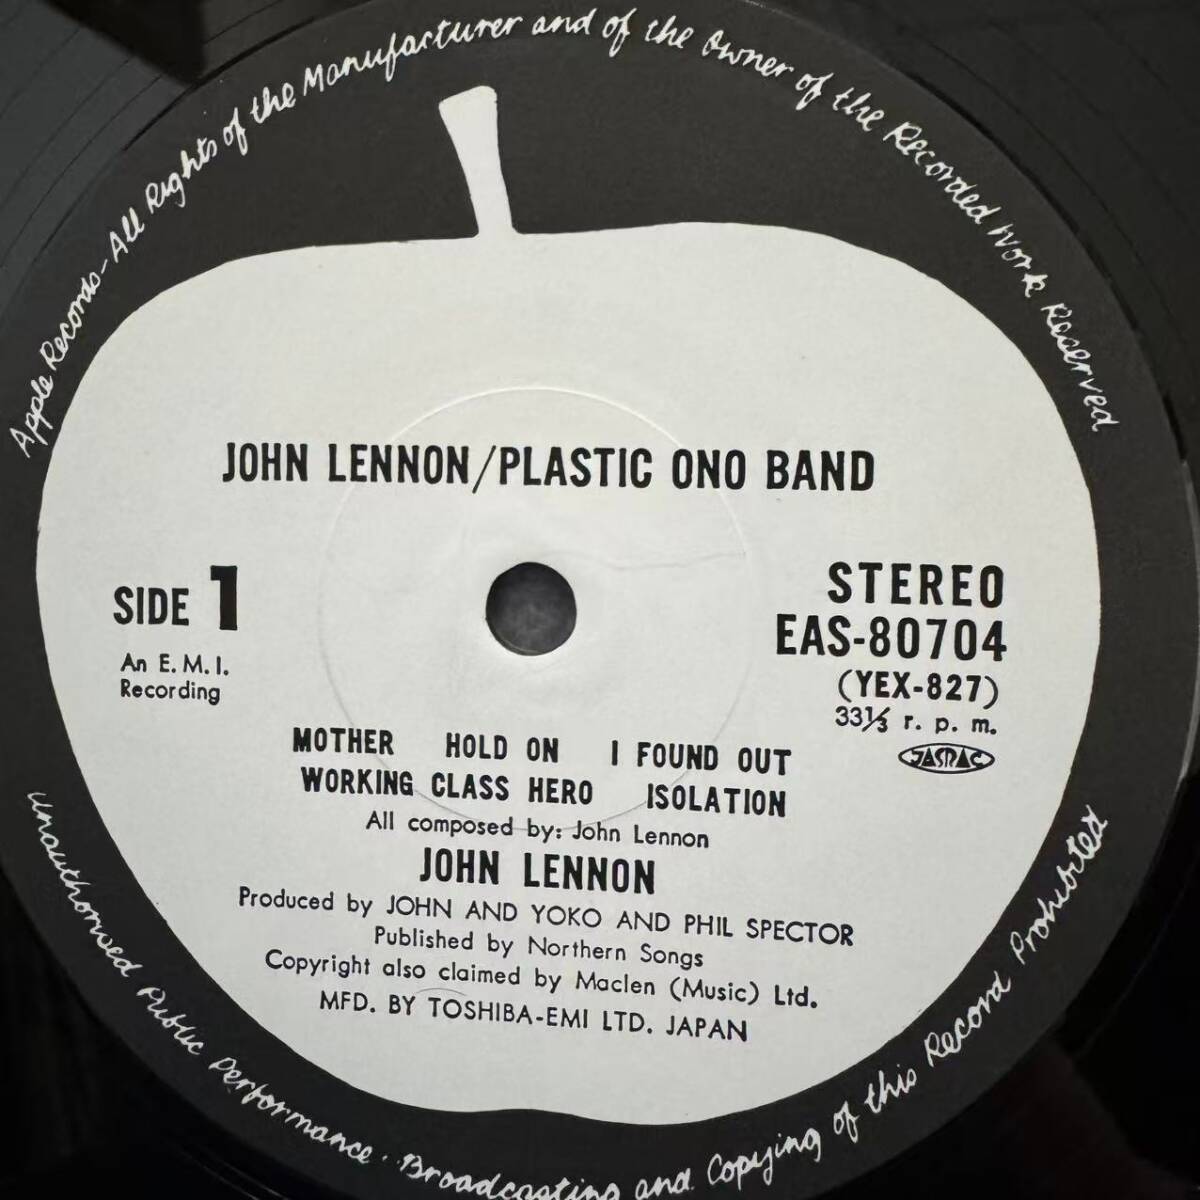 Apple Records-All Rights of the Manufacturer and of the Owner of the Recorded Work Reserved
JOHN LENNON/PLASTIC ONO BAND
SIDE 1
An E. M. I.
Recording
STEREO
EAS-80704
(YEX-827)
33⅓ r. p. m.
JASRAC
MOTHER HOLD ON I FOUND OUT
WORKING CLASS HERO ISOLATION
All composed by: John Lennon
JOHN LENNON
Produced by JOHN AND YOKO AND PHIL SPECTOR
Published by Northern Songs
Copyright also claimed by Maclen (Music) Ltd.
MFD. BY TOSHIBA-EMI LTD. JAPAN
Unauthorised Public Performance. Broadcasting and Copying of this Record Prohibited